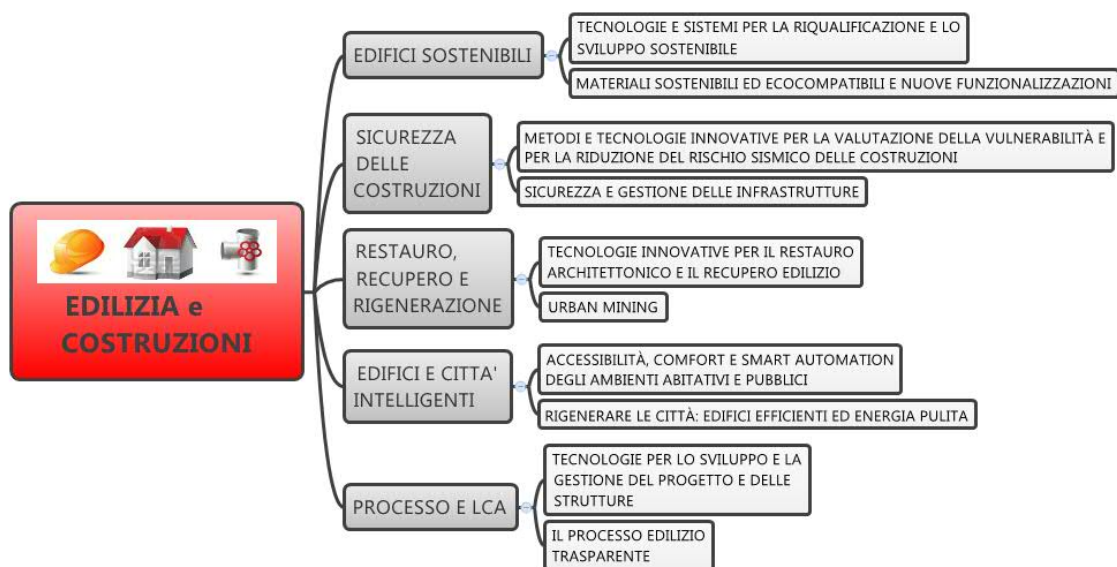 EDILIZIA e
COSTRUZIONI
EDIFICI SOSTENIBILI
TECNOLOGIE E SISTEMI PER LA RIQUALIFICAZIONE E LO
SVILUPPO SOSTENIBILE
MATERIALI SOSTENIBILI ED ECOCOMPATIBILI E NUOVE FUNZIONALIZZAZIONI
SICUREZZA
DELLE
COSTRUZIONI
METODI E TECNOLOGIE INNOVATIVE PER LA VALUTAZIONE DELLA VULNERABILITÀ E
PER LA RIDUZIONE DEL RISCHIO SISMICO DELLE COSTRUZIONI
SICUREZZA E GESTIONE DELLE INFRASTRUTTURE
RESTAURO,
RECUPERO E
RIGENERAZIONE
TECNOLOGIE INNOVATIVE PER IL RESTAURO
ARCHITETTONICO E IL RECUPERO EDILIZIO
URBAN MINING
EDIFICI E CITTA'
INTELLIGENTI
ACCESSIBILITÀ, COMFORT E SMART AUTOMATION
DEGLI AMBIENTI ABITATIVI E PUBBLICI
RIGENERARE LE CITTÀ: EDIFICI EFFICIENTI ED ENERGIA PULITA
PROCESSO E LCA
TECNOLOGIE PER LO SVILUPPO E LA
GESTIONE DEL PROGETTO E DELLE
STRUTTURE
IL PROCESSO EDILIZIO
TRASPARENTE